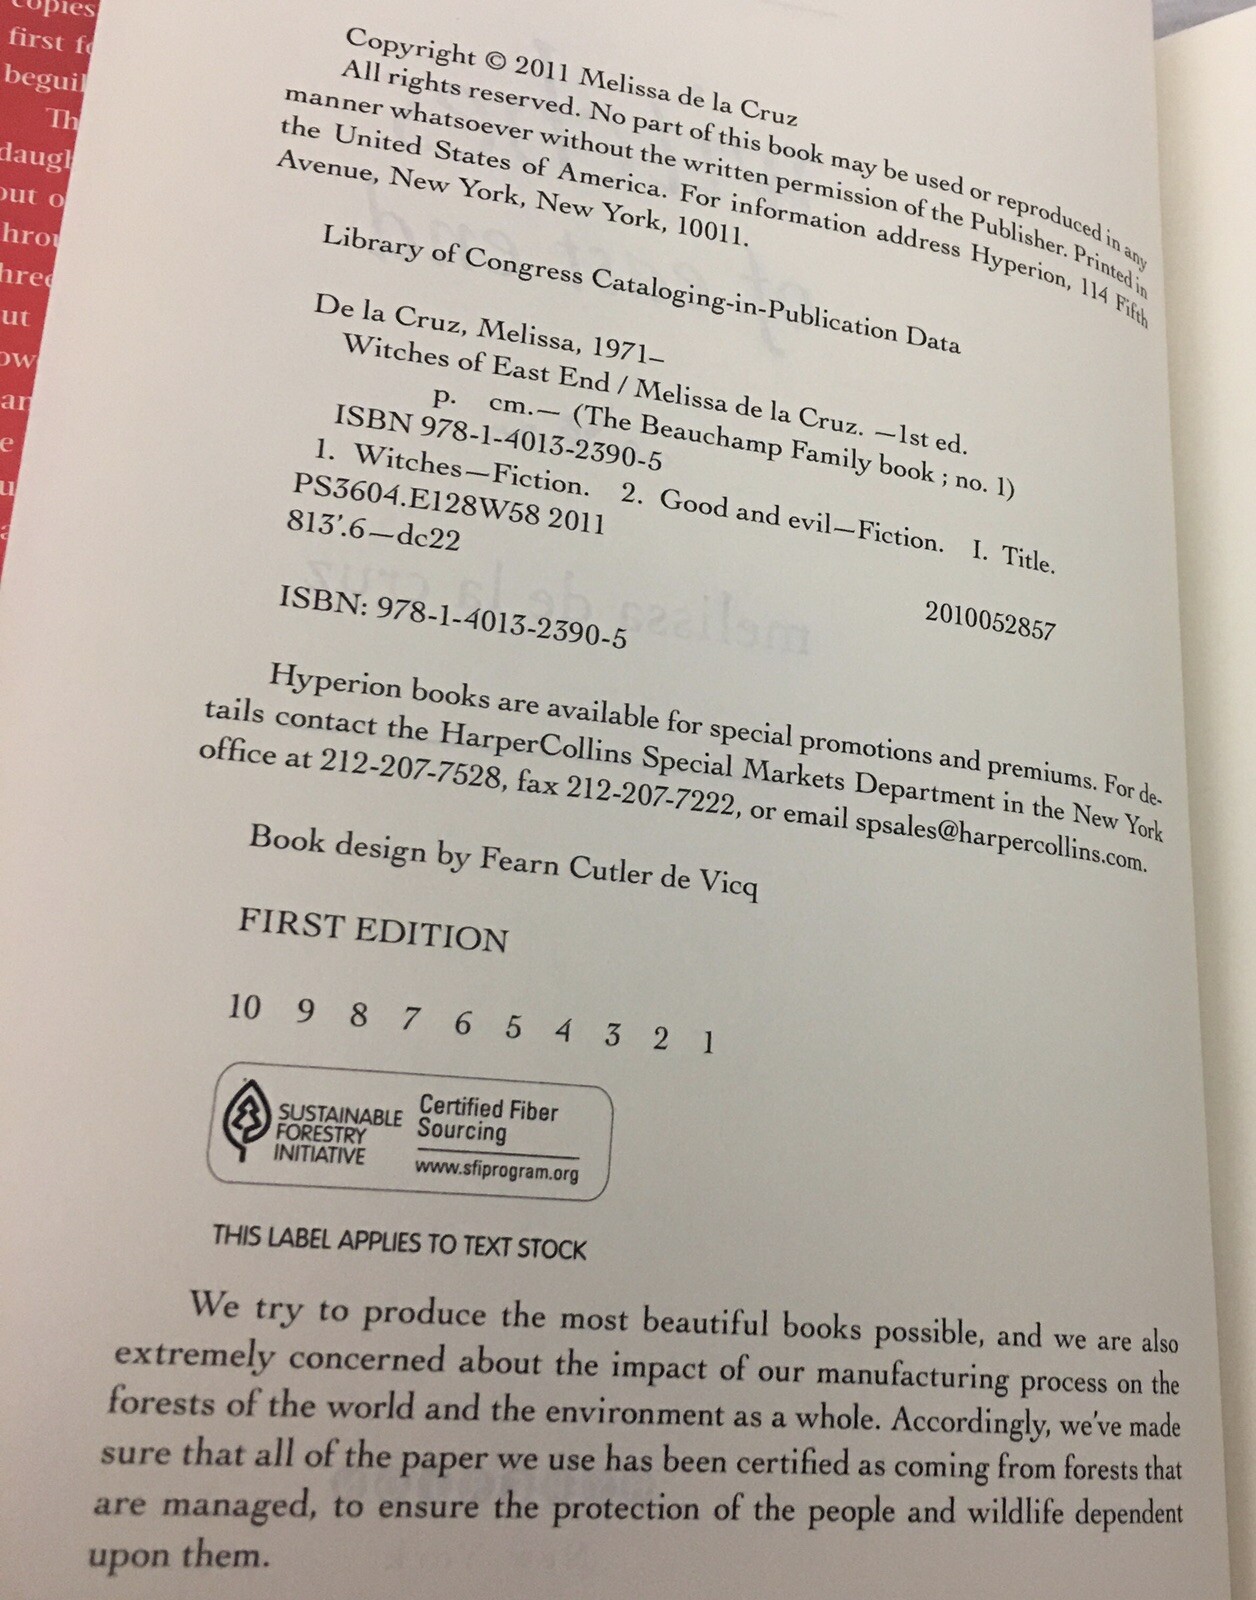 copies
first f
beguil
Th
daugh
out o
hrou
hree
ut
ow
an
e
u
a
Copyright © 2011 Melissa de la Cruz
All rights reserved. No part of this book may be used or reproduced in any
manner whatsoever without the written permission of the Publisher. Printed in
the United States of America. For information address Hyperion, 114 Fifth
Avenue, New York, New York, 10011.
Library of Congress Cataloging-in-Publication Data
De la Cruz, Melissa, 1971–
Witches of East End / Melissa de la Cruz. —1st ed.
p. cm.— (The Beauchamp Family book ; no. 1)
ISBN 978-1-4013-2390-5
1. Witches—Fiction. 2. Good and evil—Fiction. I. Title.
PS3604.E128W58 2011
813'.6—dc22
2010052857
ISBN: 978-1-4013-2390-5
Hyperion books are available for special promotions and premiums. For de-
tails contact the HarperCollins Special Markets Department in the New York
office at 212-207-7528, fax 212-207-7222, or email spsales@harpercollins.com.
Book design by Fearn Cutler de Vicq
FIRST EDITION
10 9 8 7 6 5 4 3 2 1
SUSTAINABLE
FORESTRY
INITIATIVE
Certified Fiber
Sourcing
www.sfiprogram.org
THIS LABEL APPLIES TO TEXT STOCK
We try to produce the most beautiful books possible, and we are also
extremely concerned about the impact of our manufacturing process on the
forests of the world and the environment as a whole. Accordingly, we've made
sure that all of the paper we use has been certified as coming from forests that
are managed, to ensure the protection of the people and wildlife dependent
upon them.